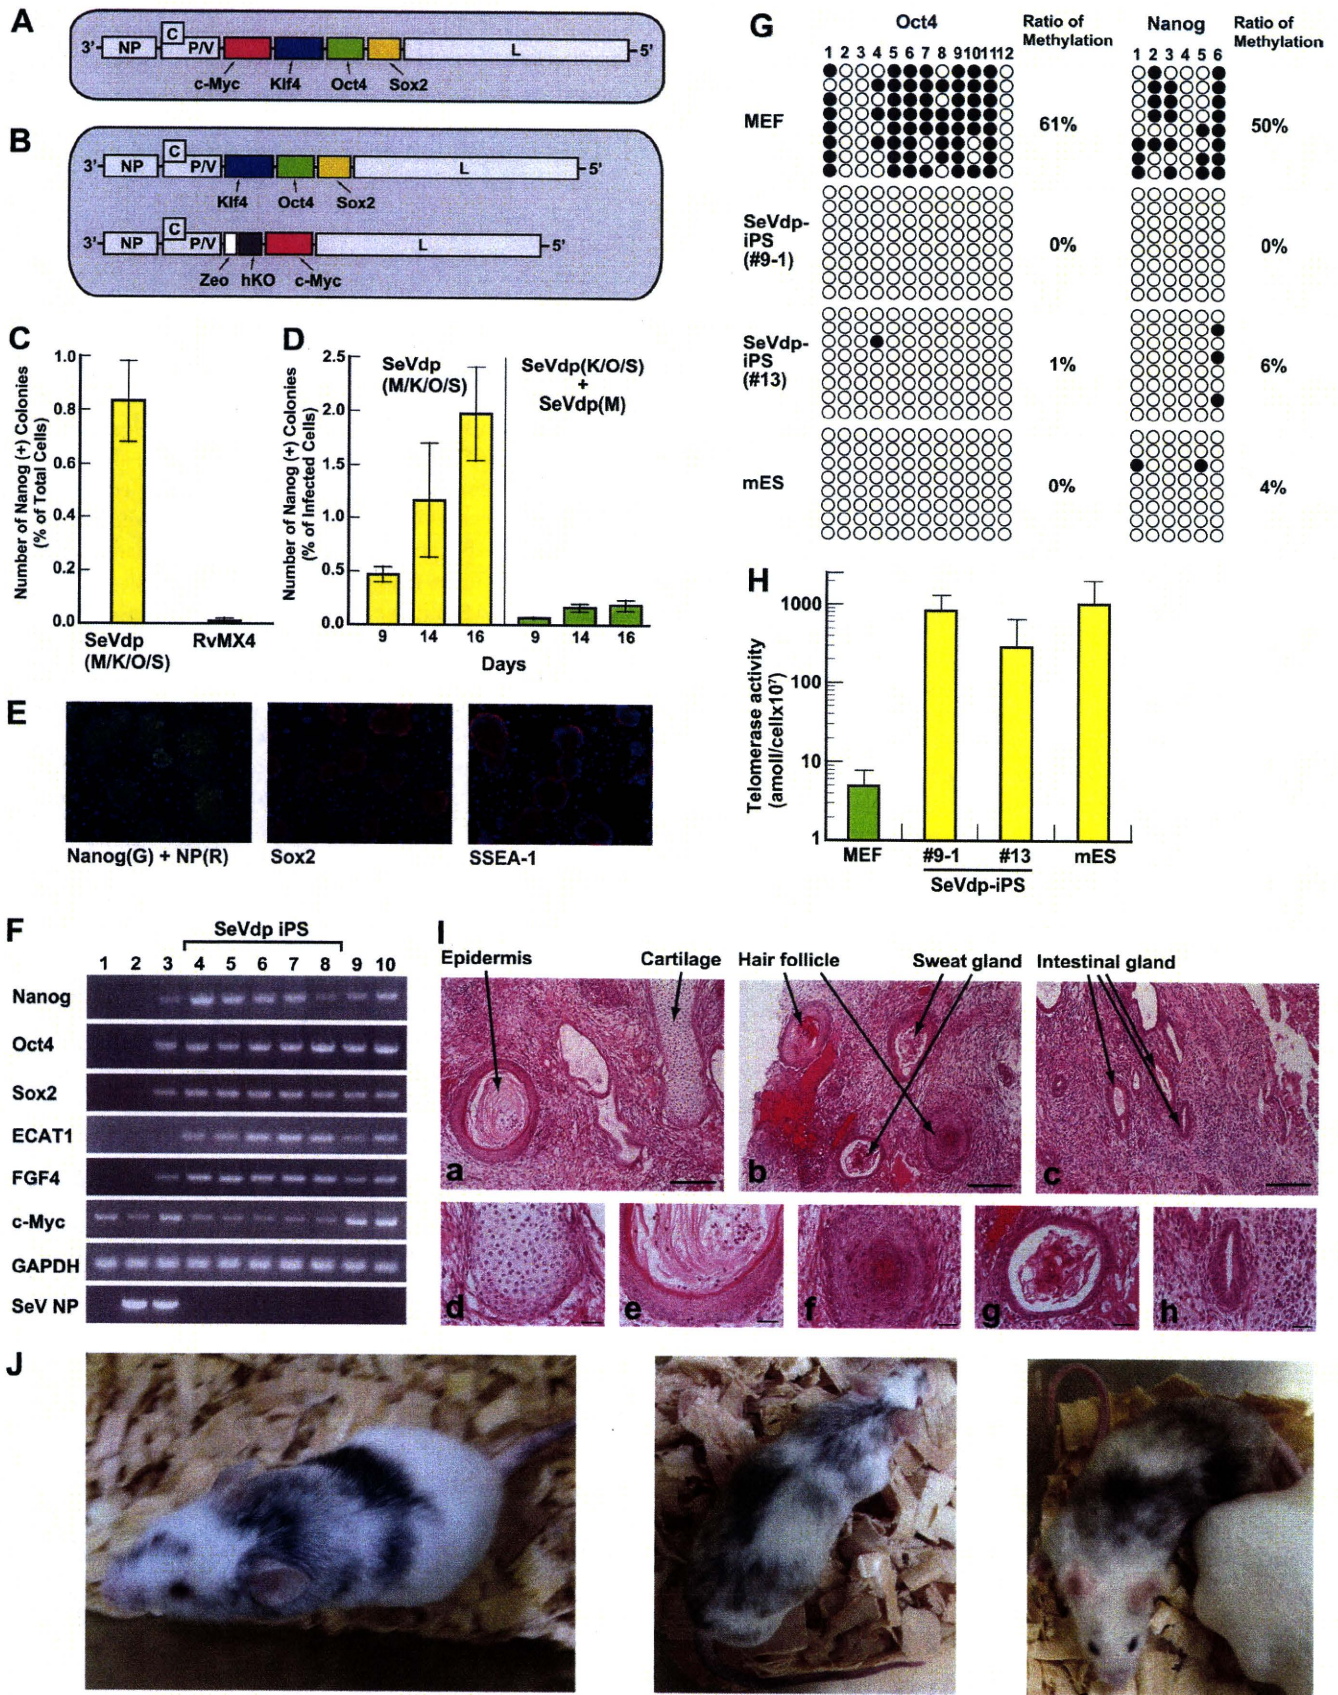 A
3'- NP C P/V L -5'
c-Myc Klf4 Oct4 Sox2
B
3'- NP C P/V L -5'
Klf4 Oct4 Sox2
3'- NP C P/V L -5'
Zeo hKO c-Myc
C
Number of Nanog (+) Colonies
(% of Total Cells)
1.0
0.8
0.6
0.4
0.2
0.0
SeVdp
(M/K/O/S)
RvMX4
D
Number of Nanog (+) Colonies
(% of Infected Cells)
2.5
2.0
1.5
1.0
0.5
0.0
SeVdp
(M/K/O/S)
SeVdp(K/O/S)
+
SeVdp(M)
9 14 16 9 14 16
Days
E
Nanog(G) + NP(R) Sox2 SSEA-1
F
SeVdp iPS
1 2 3 4 5 6 7 8 9 10
Nanog
Oct4
Sox2
ECAT1
FGF4
c-Myc
GAPDH
SeV NP
G
Oct4
Ratio of
Methylation
Nanog
Ratio of
Methylation
1 2 3 4 5 6 7 8 9 10 11 12
1 2 3 4 5 6
MEF 61% 50%
SeVdp-
iPS
(#9-1)
0% 0%
SeVdp-
iPS
(#13)
1% 6%
mES 0% 4%
H
Telomerase activity
(amoll/cellx10⁷)
1000
100
10
1
MEF #9-1 #13 mES
SeVdp-iPS
I
Epidermis Cartilage Hair follicle Sweat gland Intestinal gland
a b c
d e f g h
J